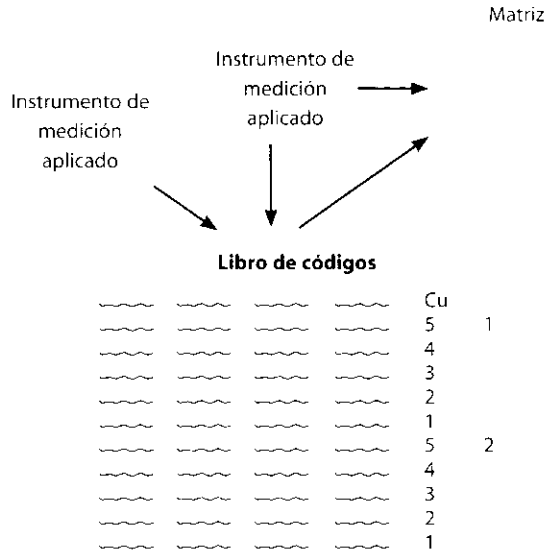 Matriz
Instrumento de
medición
aplicado
Instrumento de
medición
aplicado
Libro de códigos
Cu
5 1
4
3
2
1
5 2
4
3
2
1